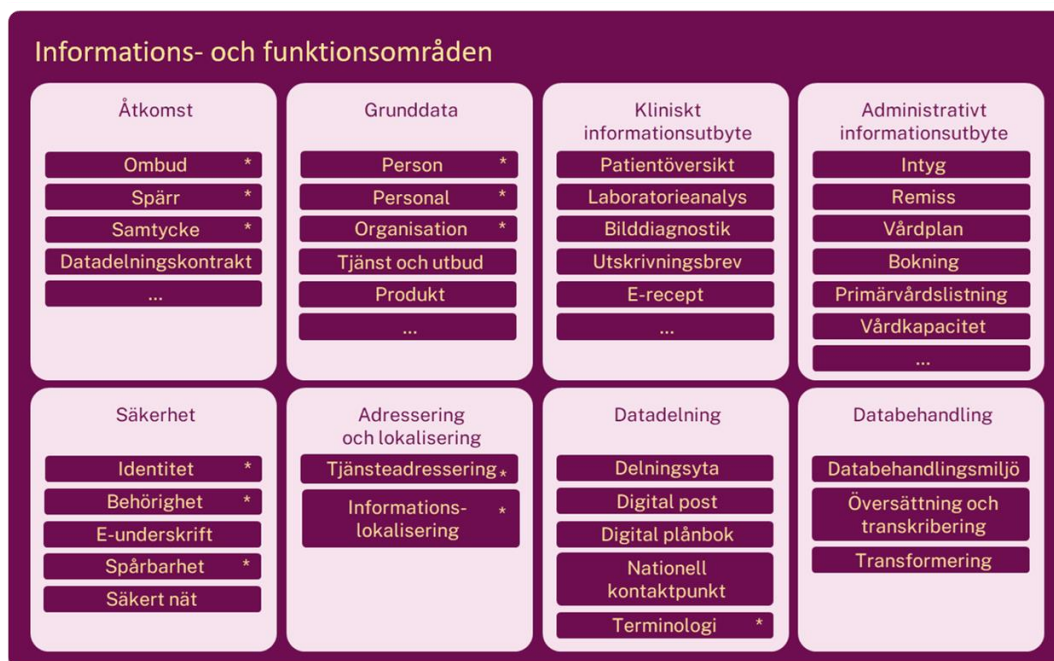 Informations- och funktionsområden
Åtkomst
Ombud *
Spärr *
Samtycke *
Datadelningskontrakt
...
Grunddata
Person *
Personal *
Organisation *
Tjänst och utbud
Produkt
...
Kliniskt
informationsutbyte
Patientöversikt
Laboratorieanalys
Bilddiagnostik
Utskrivningsbrev
E-recept
...
Administrativt
informationsutbyte
Intyg
Remiss
Vårdplan
Bokning
Primärvårdslistning
Vårdkapacitet
...
Säkerhet
Identitet *
Behörighet *
E-underskrift
Spårbarhet *
Säkert nät
Adressering
och lokalisering
Tjänsteadressering *
Informations- *
lokalisering
Datadelning
Delningsyta
Digital post
Digital plånbok
Nationell
kontaktpunkt
Terminologi *
Databehandling
Databehandlingsmiljö
Översättning och
transkribering
Transformering